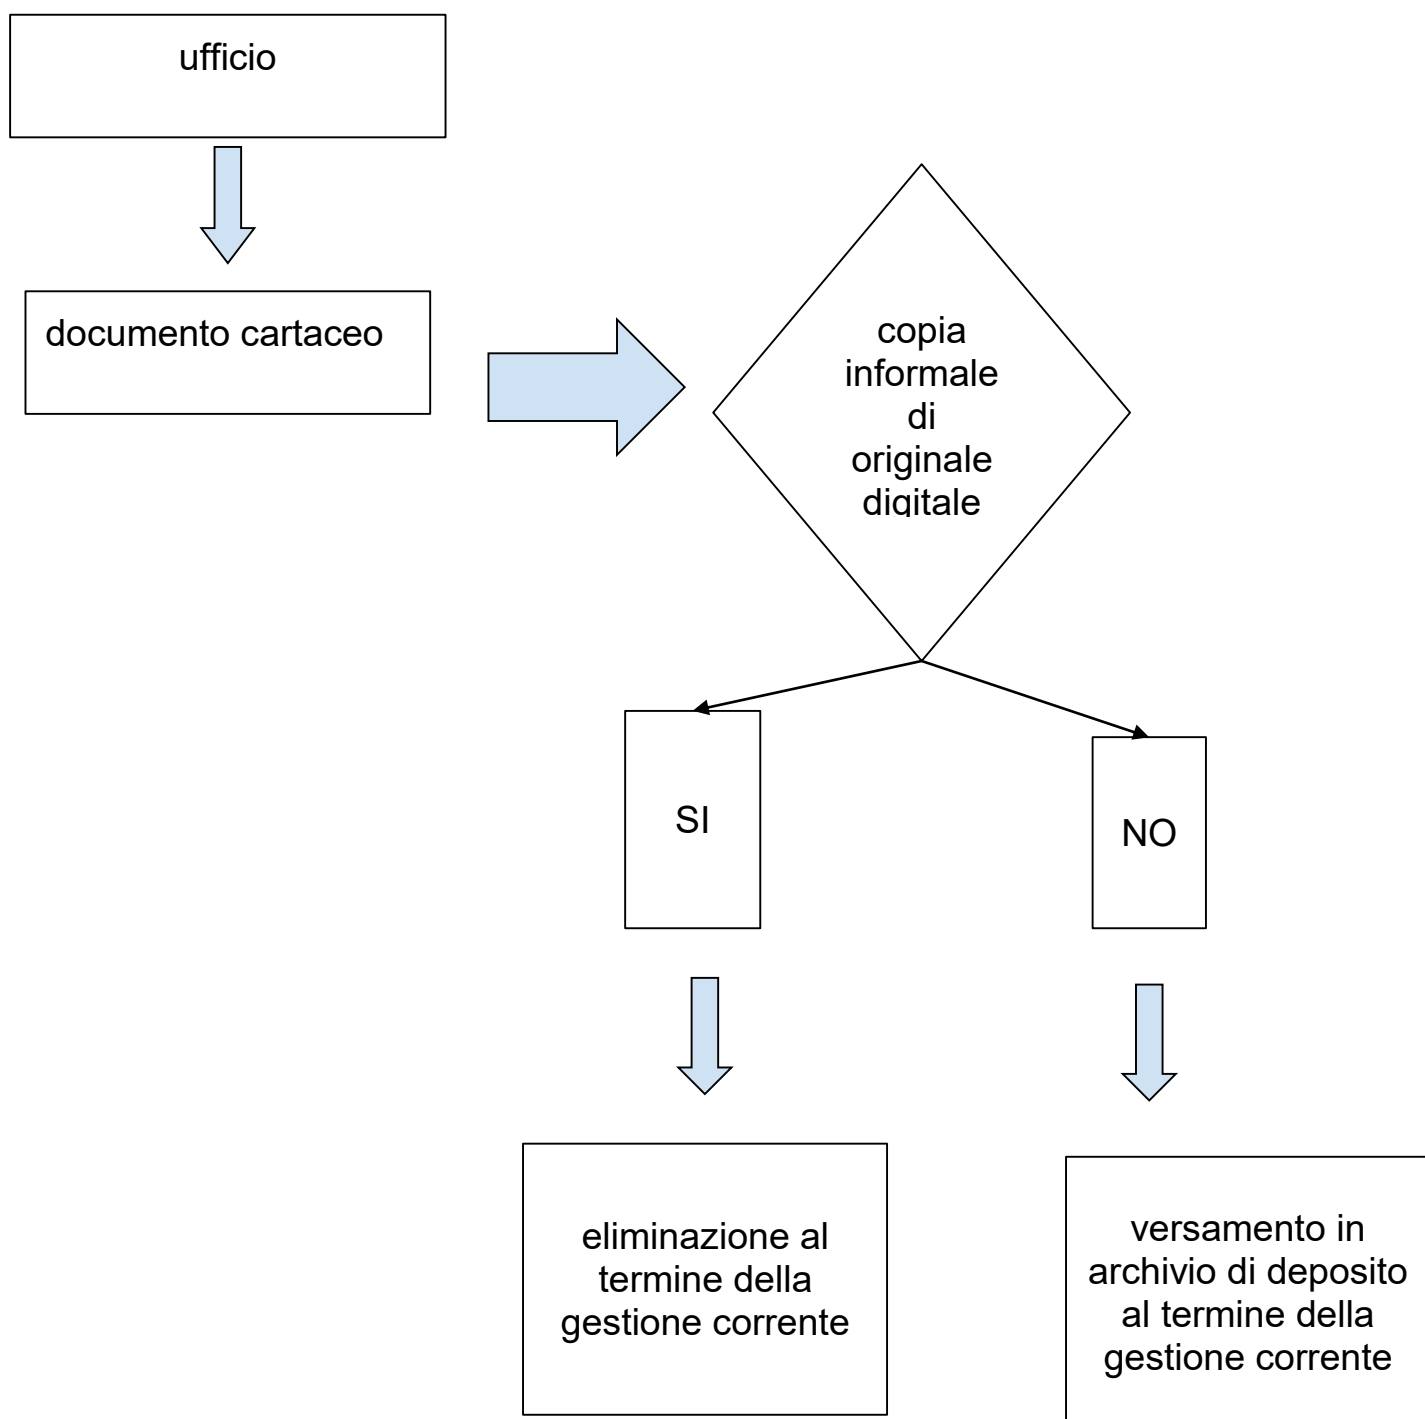 ufficio
documento cartaceo
copia
informale
di
originale
digitale
SI
NO
eliminazione al
termine della
gestione corrente
versamento in
archivio di deposito
al termine della
gestione corrente